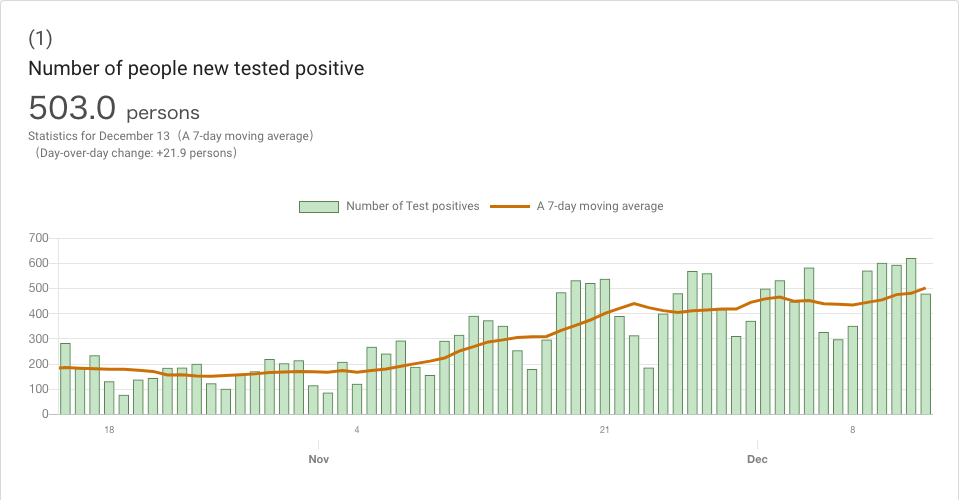 (1)
Number of people new tested positive
503.0 persons
Statistics for December 13（A 7-day moving average）
（Day-over-day change: +21.9 persons）
Number of Test positives A 7-day moving average
700
600
500
400
300
200
100
0
18 4 21 8
Nov Dec